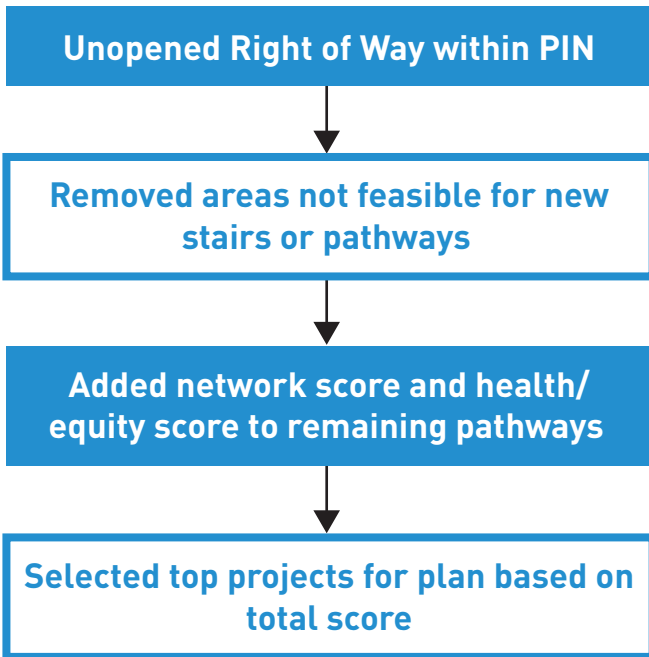 Unopened Right of Way within PIN
Removed areas not feasible for new
stairs or pathways
Added network score and health/
equity score to remaining pathways
Selected top projects for plan based on
total score